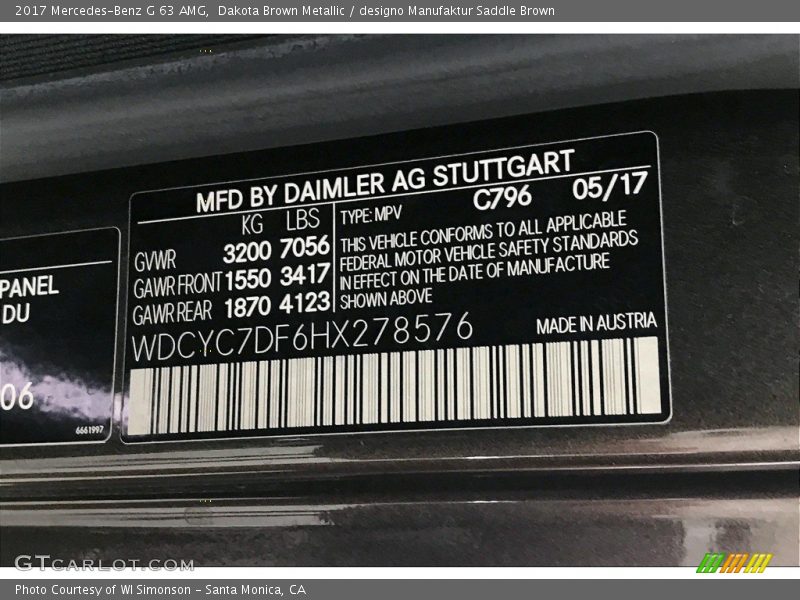 2017 Mercedes-Benz G 63 AMG, Dakota Brown Metallic / designo Manufaktur Saddle Brown
MFD BY DAIMLER AG STUTTGART
KG LBS
TYPE: MPV C796 05/17
GVWR 3200 7056
GAWR FRONT 1550 3417
GAWR REAR 1870 4123
THIS VEHICLE CONFORMS TO ALL APPLICABLE
FEDERAL MOTOR VEHICLE SAFETY STANDARDS
IN EFFECT ON THE DATE OF MANUFACTURE
SHOWN ABOVE
WDCYC7DF6HX278576
MADE IN AUSTRIA
PANEL
DU
06
6661997
GTCARLOT.COM
Photo Courtesy of WI Simonson - Santa Monica, CA